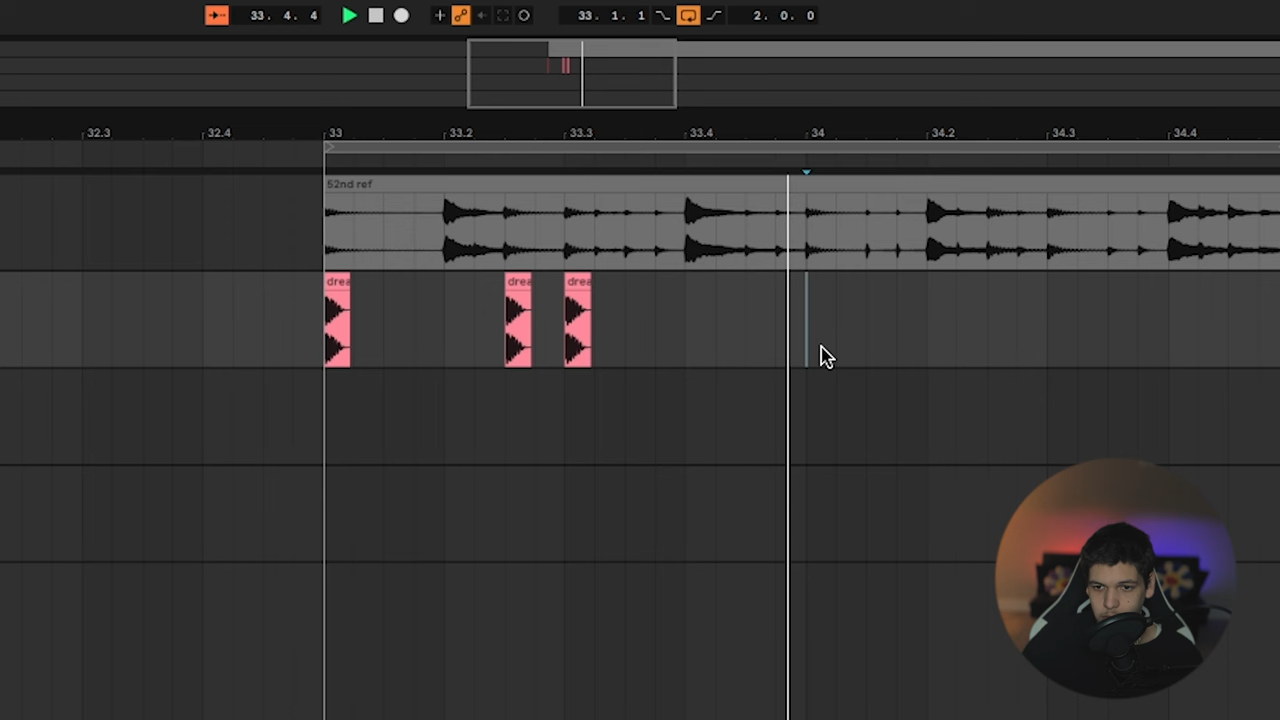 33. 4. 4 33. 1. 1 2. 0. 0
32.3 32.4 33 33.2 33.3 33.4 34 34.2 34.3 34.4
52nd ref
drea drea drea